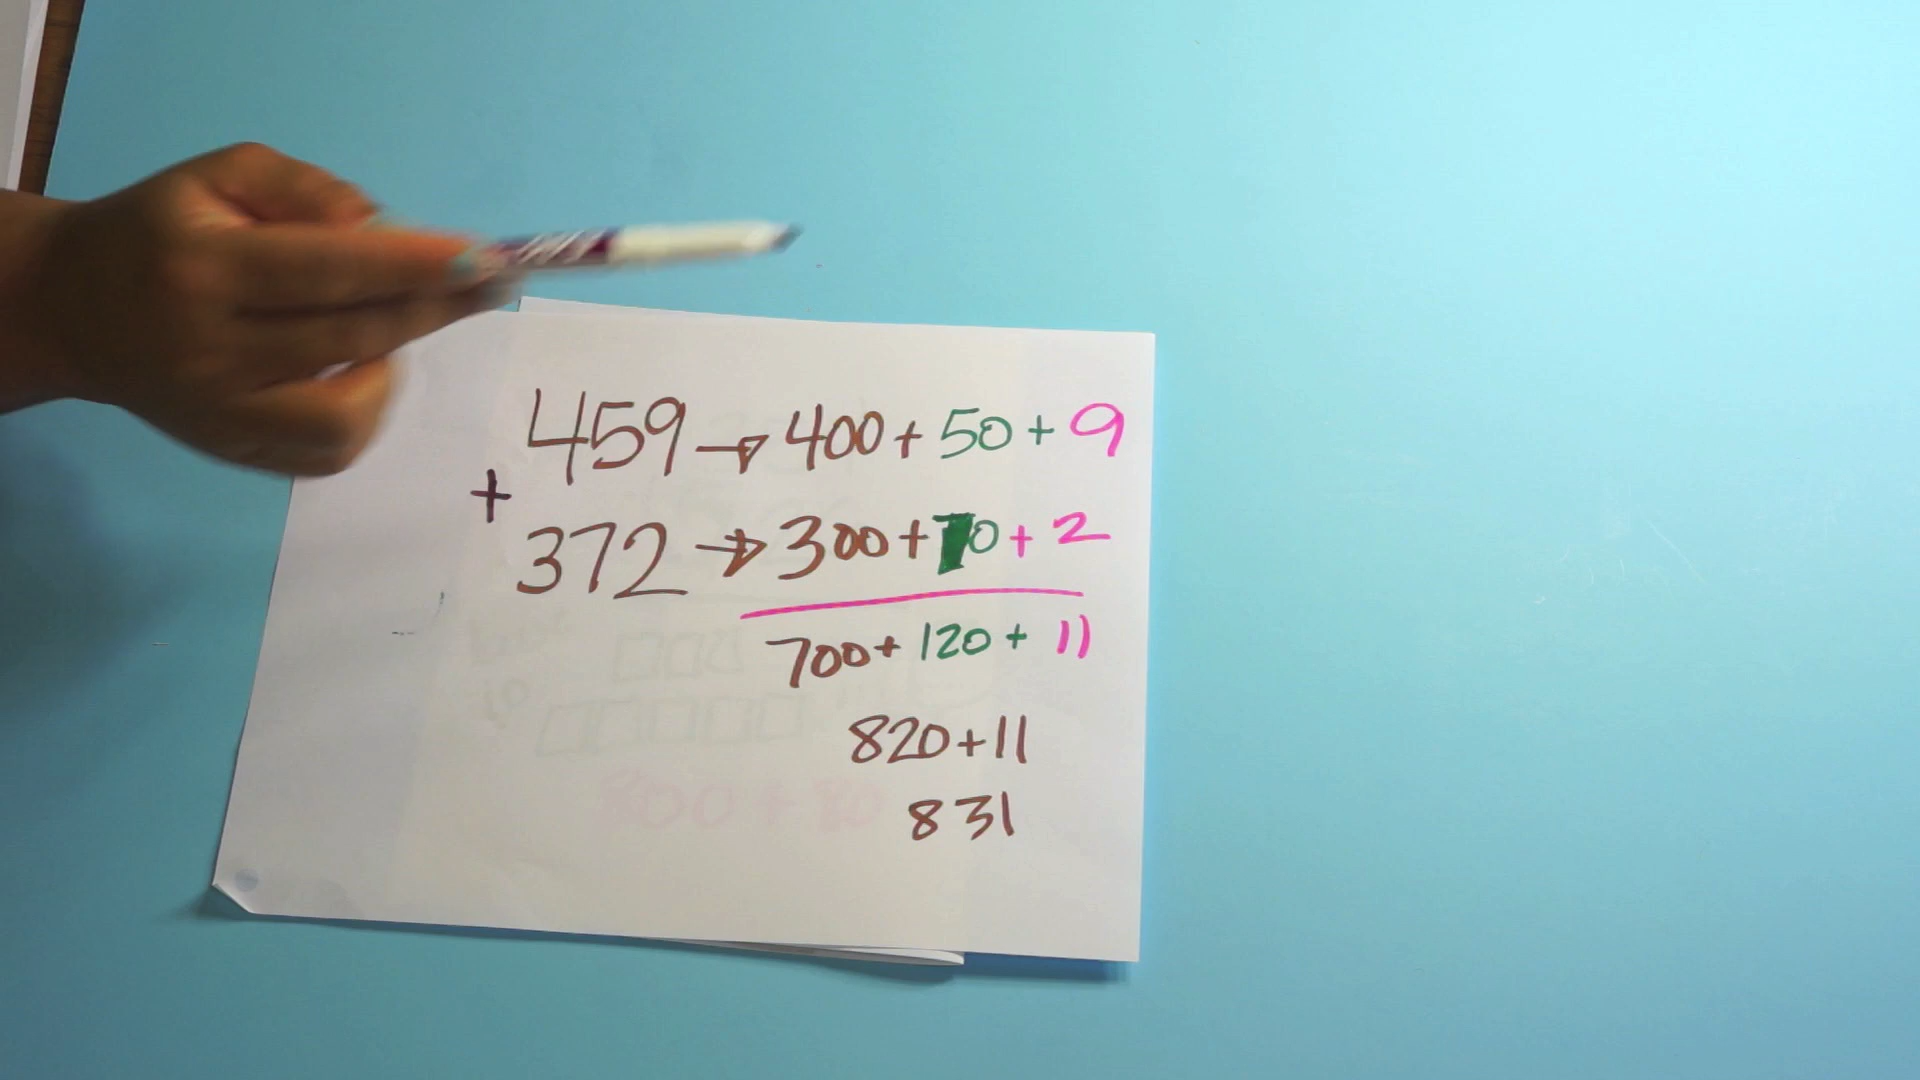 459 → 400 + 50 + 9
+
372 → 300 + 70 + 2
700 + 120 + 11
820 + 11
831